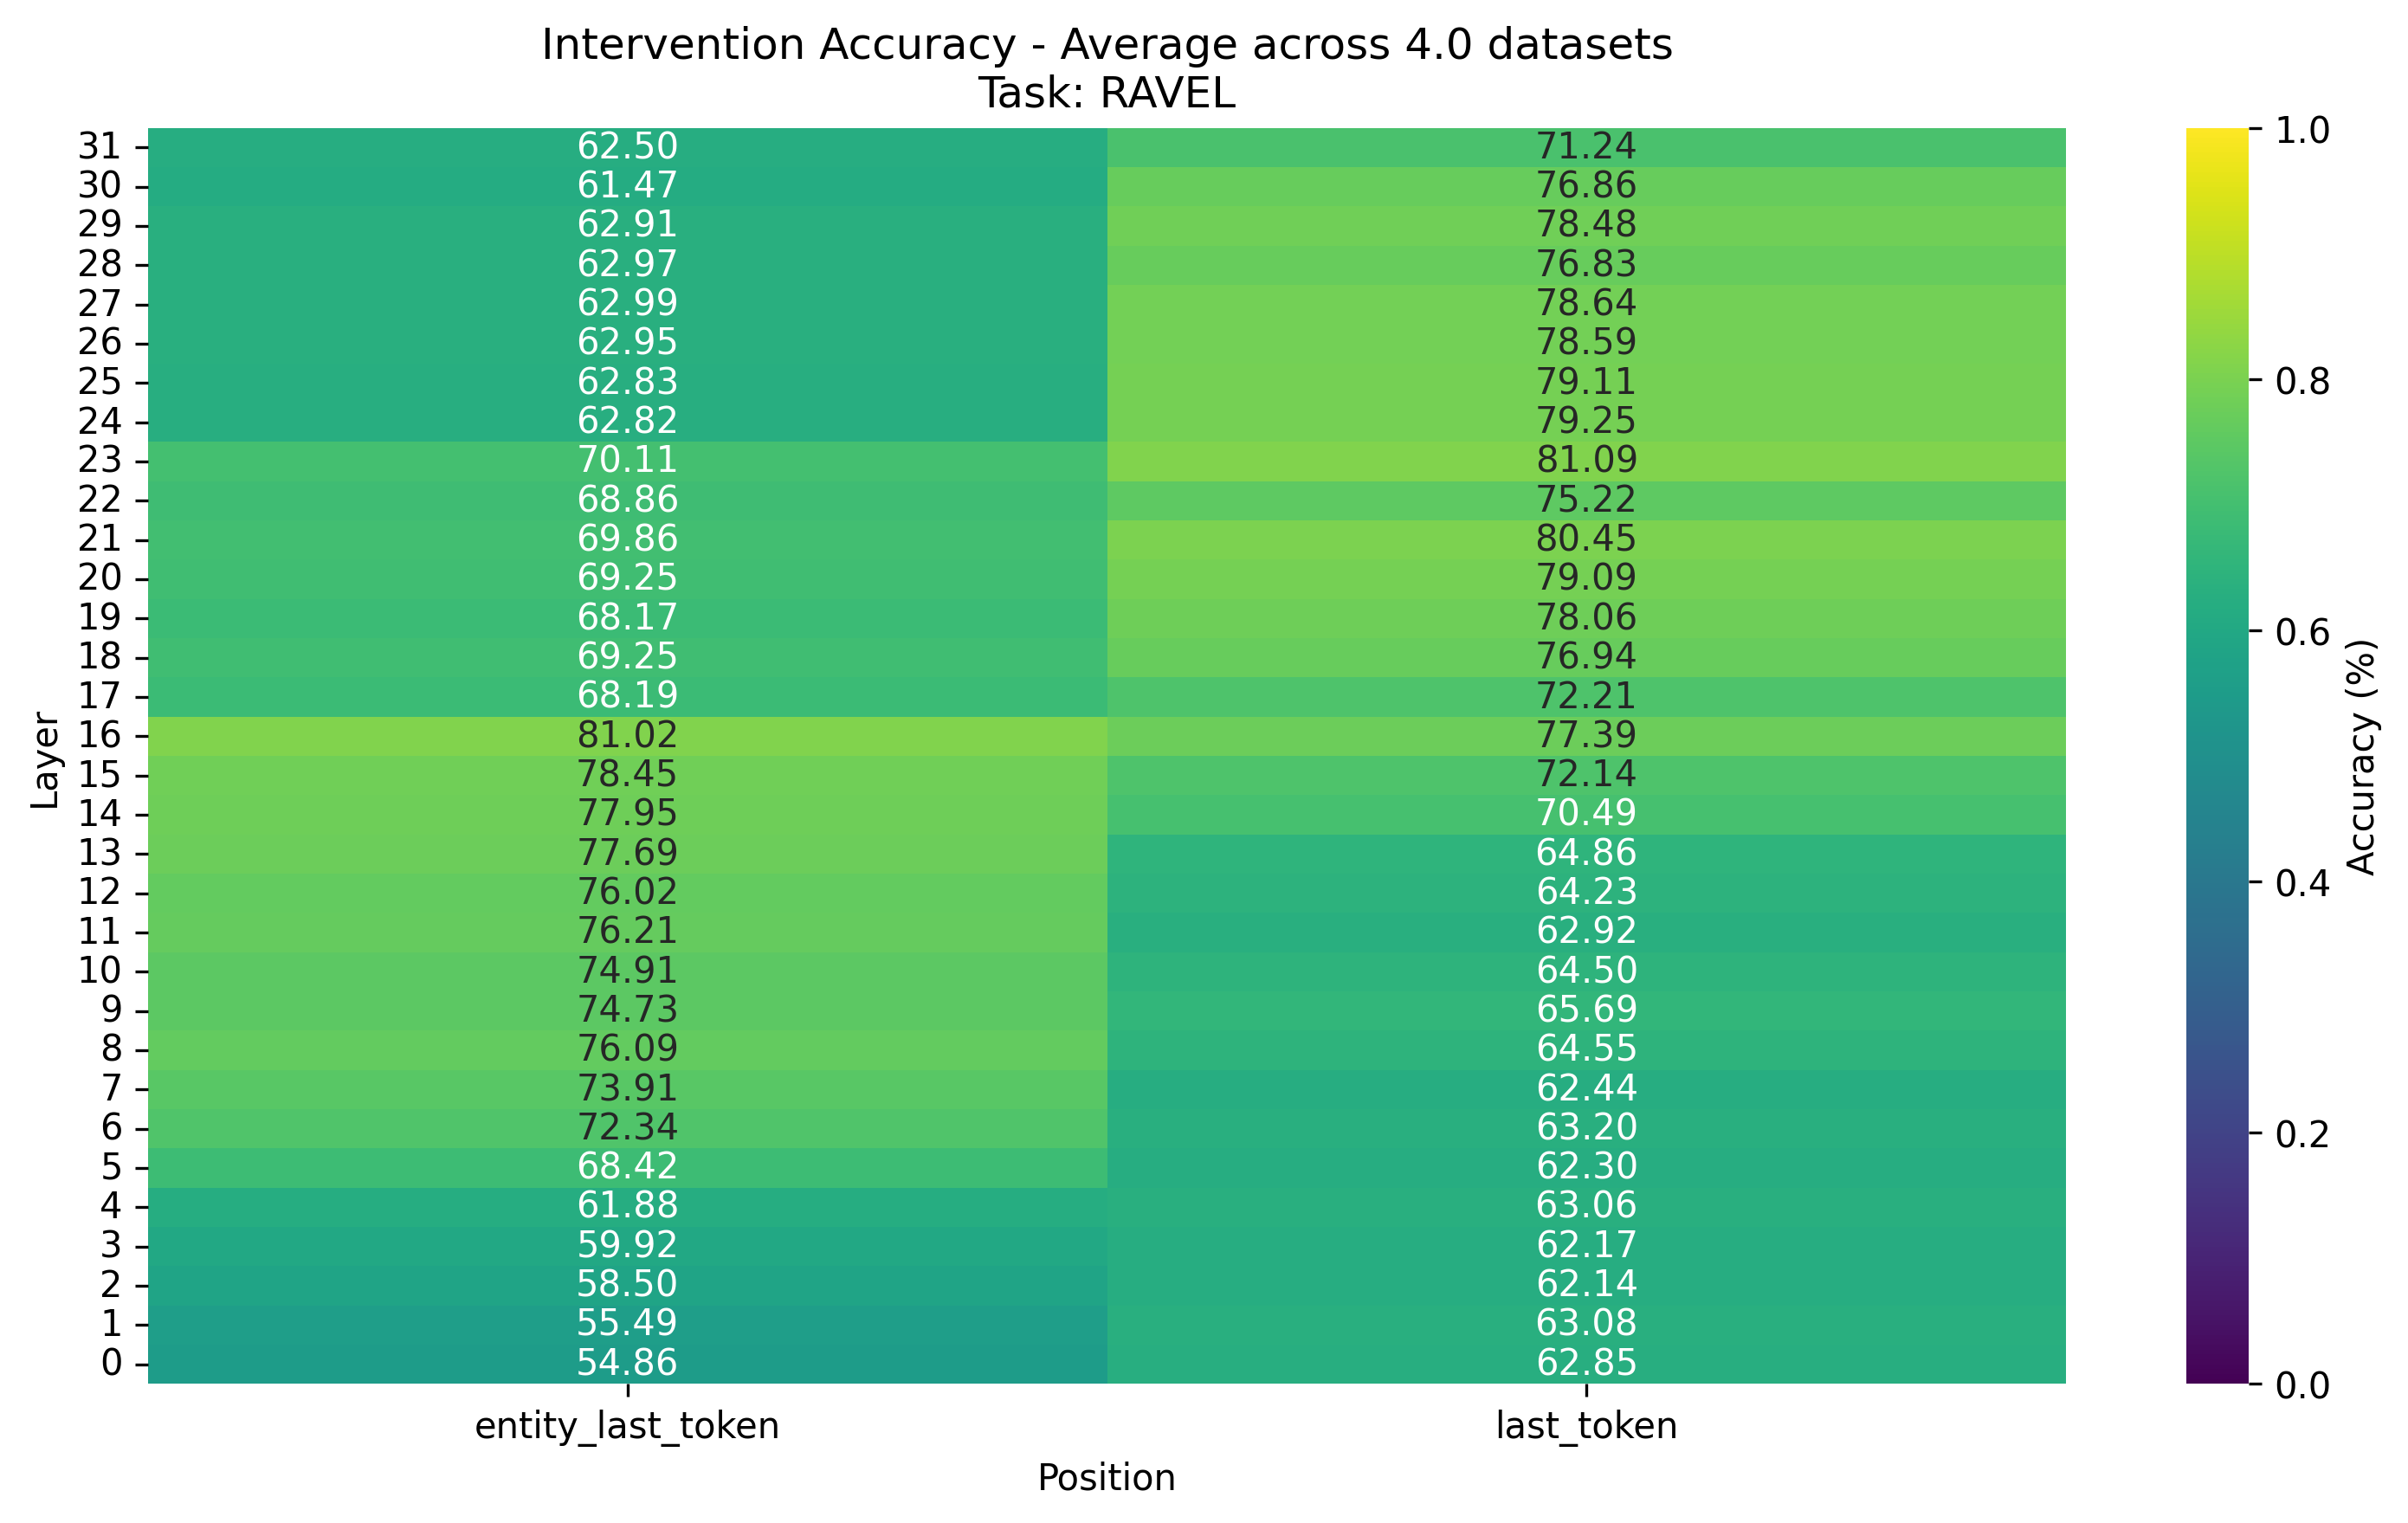 Intervention Accuracy - Average across 4.0 datasets
Task: RAVEL
31 62.50 71.24
30 61.47 76.86
29 62.91 78.48
28 62.97 76.83
27 62.99 78.64
26 62.95 78.59
25 62.83 79.11
24 62.82 79.25
23 70.11 81.09
22 68.86 75.22
21 69.86 80.45
20 69.25 79.09
19 68.17 78.06
18 69.25 76.94
17 68.19 72.21
16 81.02 77.39
15 78.45 72.14
14 77.95 70.49
13 77.69 64.86
12 76.02 64.23
11 76.21 62.92
10 74.91 64.50
9 74.73 65.69
8 76.09 64.55
7 73.91 62.44
6 72.34 63.20
5 68.42 62.30
4 61.88 63.06
3 59.92 62.17
2 58.50 62.14
1 55.49 63.08
0 54.86 62.85
entity_last_token last_token
Position
Layer
1.0
0.8
0.6
0.4
0.2
0.0
Accuracy (%)